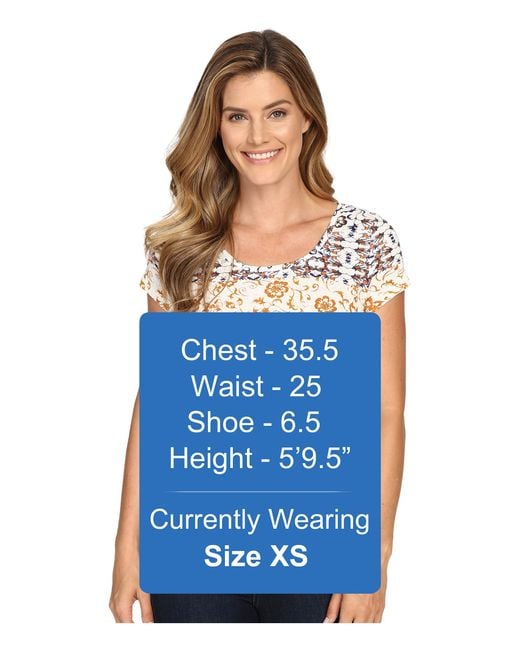 Chest - 35.5
Waist - 25
Shoe - 6.5
Height - 5’9.5”
Currently Wearing
Size XS